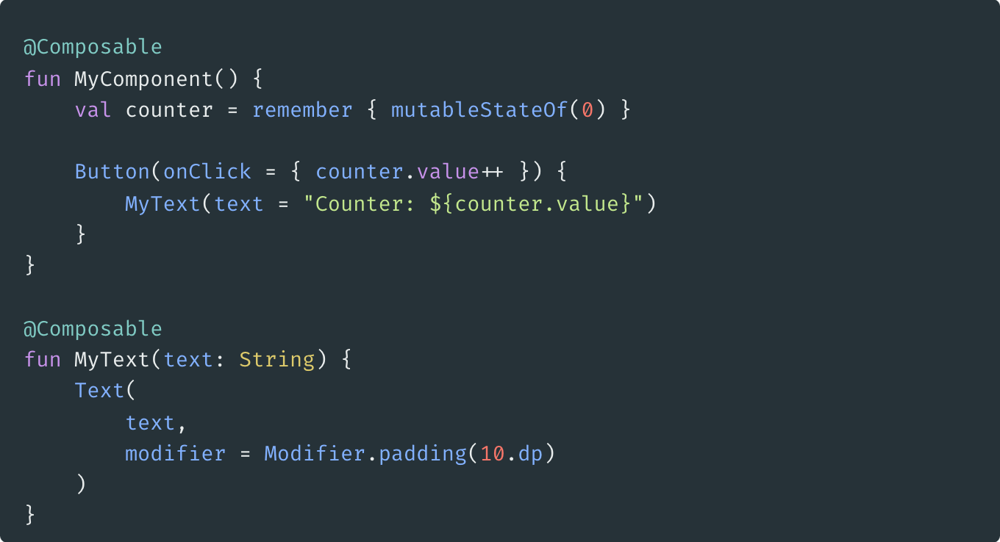 @Composable
fun MyComponent() {
    val counter = remember { mutableStateOf(0) }

    Button(onClick = { counter.value++ }) {
        MyText(text = "Counter: ${counter.value}")
    }
}

@Composable
fun MyText(text: String) {
    Text(
        text,
        modifier = Modifier.padding(10.dp)
    )
}